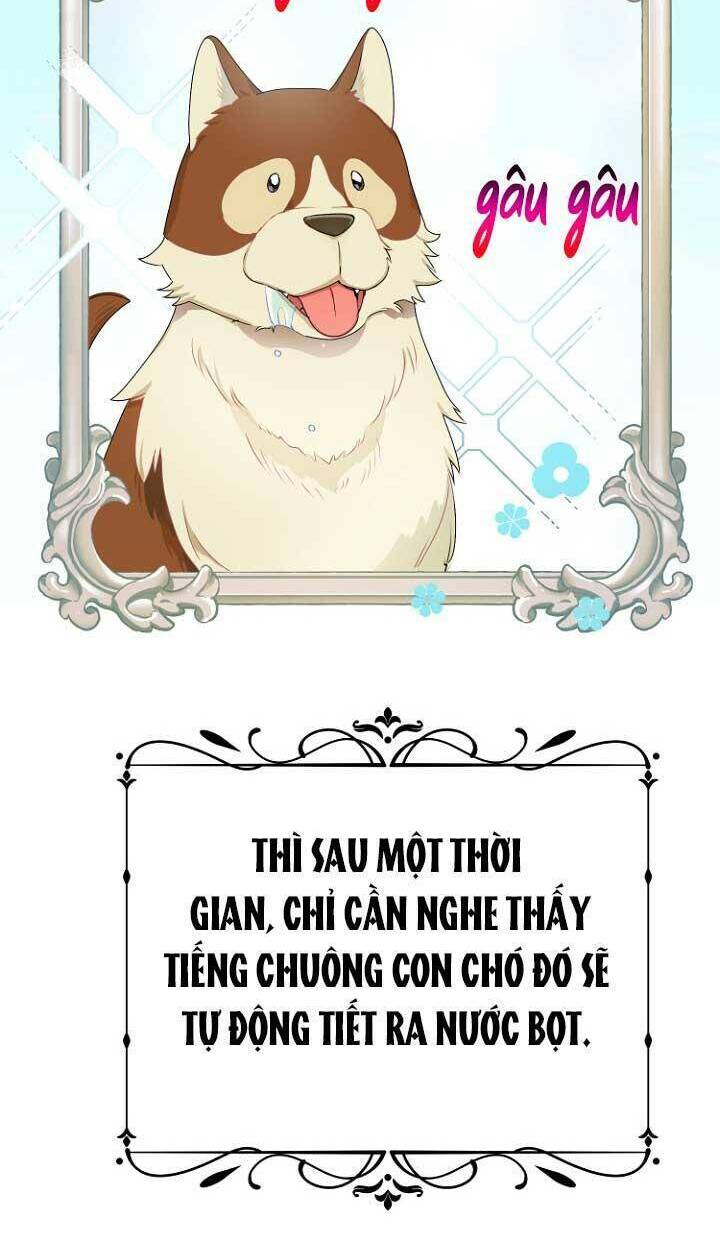 gâu gâu
THÌ SAU MỘT THỜI
GIAN, CHỈ CẦN NGHE THẤY
TIẾNG CHUÔNG CON CHÓ ĐÓ SẼ
TỰ ĐỘNG TIẾT RA NƯỚC BỌT.